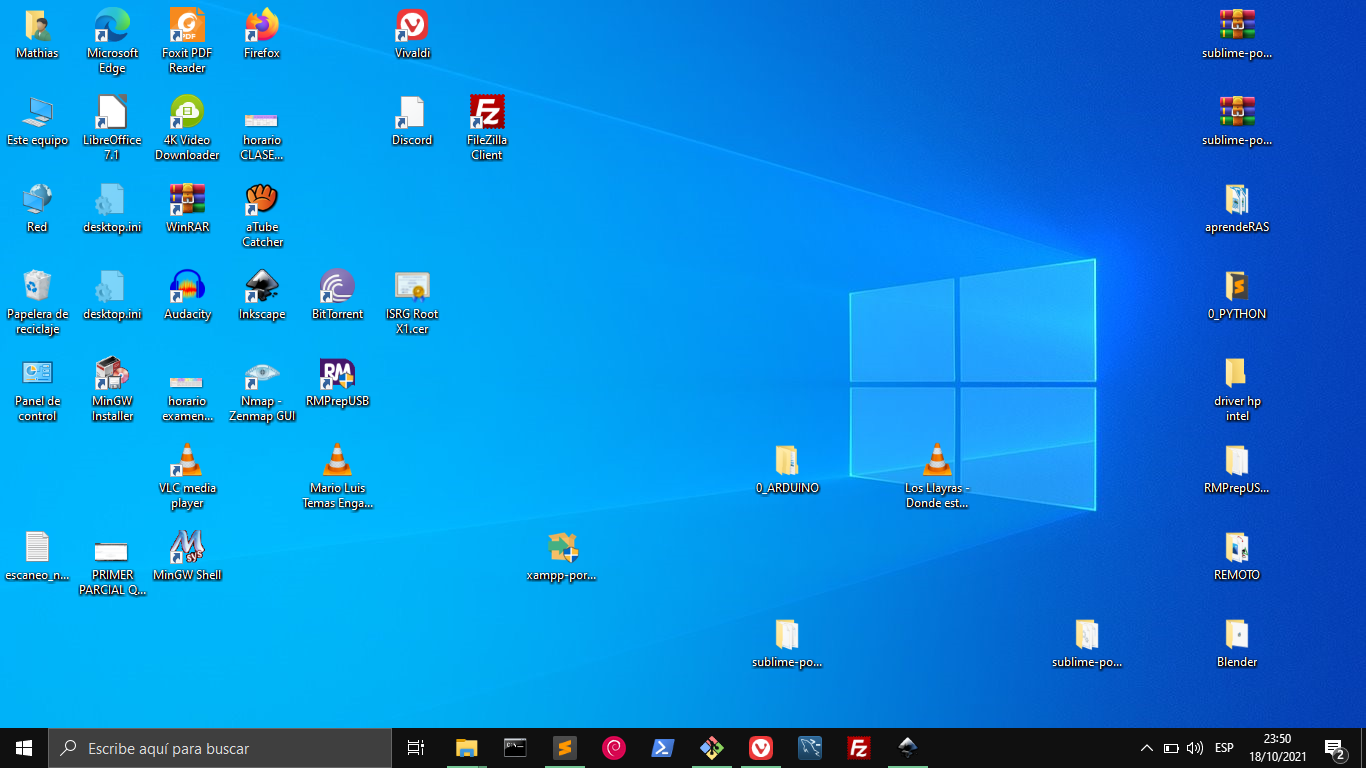 Mathias
Microsoft
Edge
Foxit PDF
Reader
Firefox
Vivaldi
sublime-po...
Este equipo
LibreOffice
7.1
4K Video
Downloader
horario
CLASE...
Discord
FileZilla
Client
sublime-po...
Red
desktop.ini
WinRAR
aTube
Catcher
aprendeRAS
Papelera de
reciclaje
desktop.ini
Audacity
Inkscape
BitTorrent
ISRG Root
X1.cer
0_PYTHON
Panel de
control
MinGW
Installer
horario
examen...
Nmap -
Zenmap GUI
RM
RMPrepUSB
driver hp
intel
VLC media
player
Mario Luis
Temas Enga...
0_ARDUINO
Los Llayras -
Donde est...
RMPrepUS...
escaneo_n...
PRIMER
PARCIAL Q...
MinGW Shell
xampp-por...
REMOTO
sublime-po...
sublime-po...
Blender
Escribe aquí para buscar
ESP
23:50
18/10/2021
2